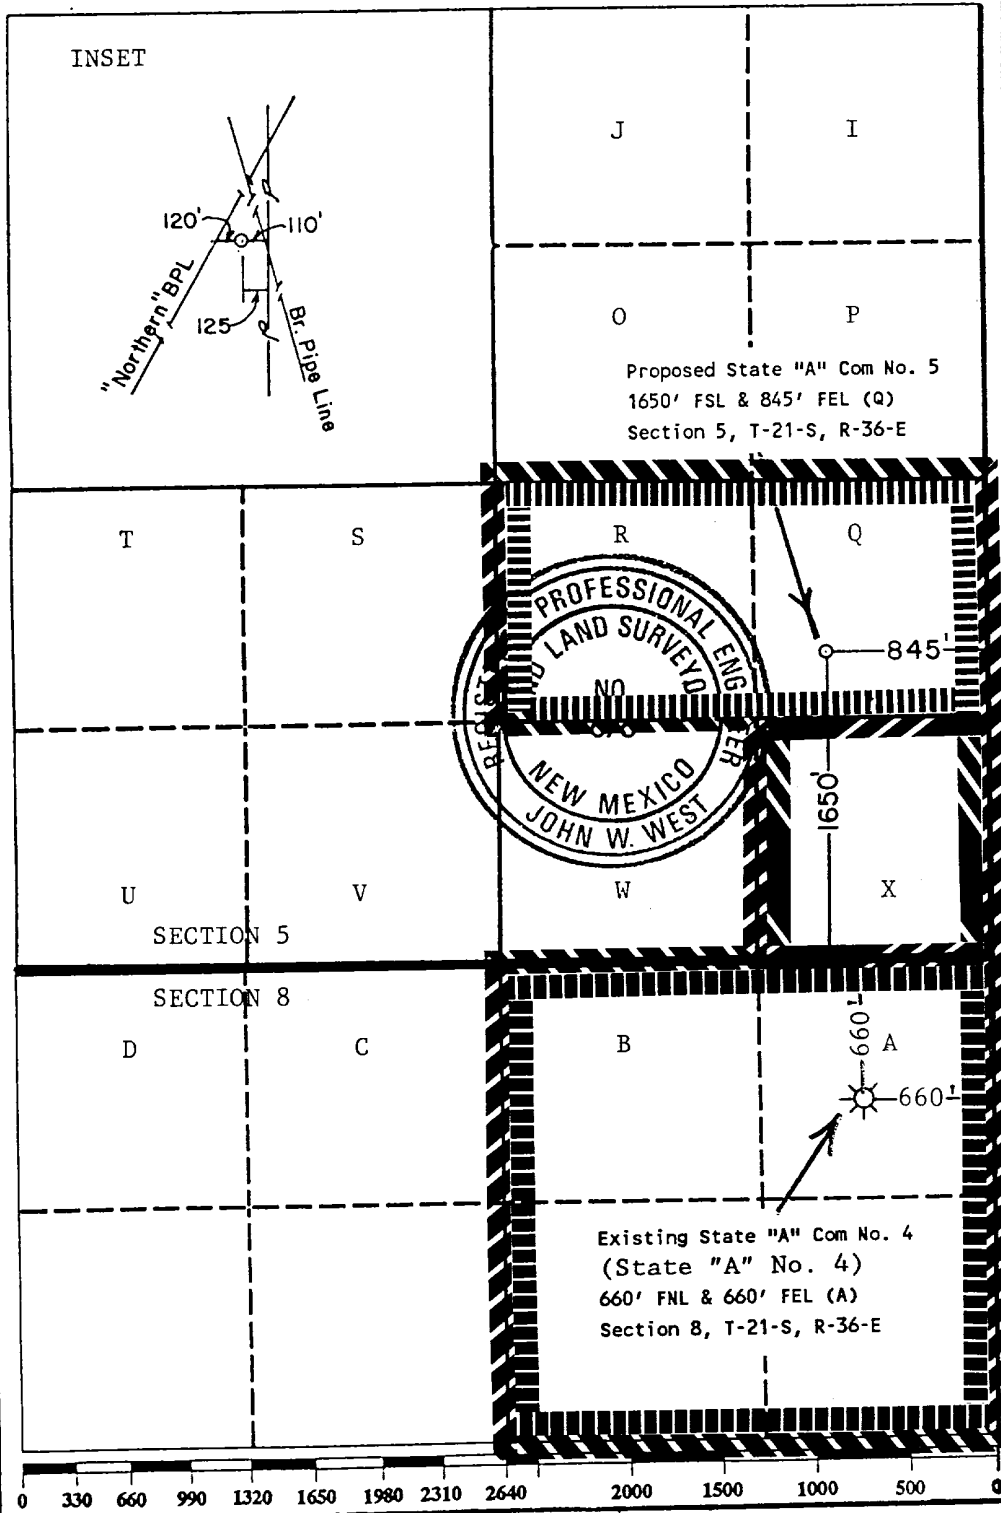 INSET
J
I
120'
110'
"Northern" BPL
125
Br. Pipe Line
O
P
Proposed State "A" Com No. 5
1650' FSL & 845' FEL (Q)
Section 5, T-21-S, R-36-E
T
S
R
Q
PROFESSIONAL ENGINEER
LAND SURVEYO
NO
NEW MEXICO
JOHN W. WEST
845'
1650'
U
V
W
X
SECTION 5
SECTION 8
D
C
B
A
660'
660'
Existing State "A" Com No. 4
(State "A" No. 4)
660' FNL & 660' FEL (A)
Section 8, T-21-S, R-36-E
0 330 660 990 1320 1650 1980 2310 2640 2000 1500 1000 500 0